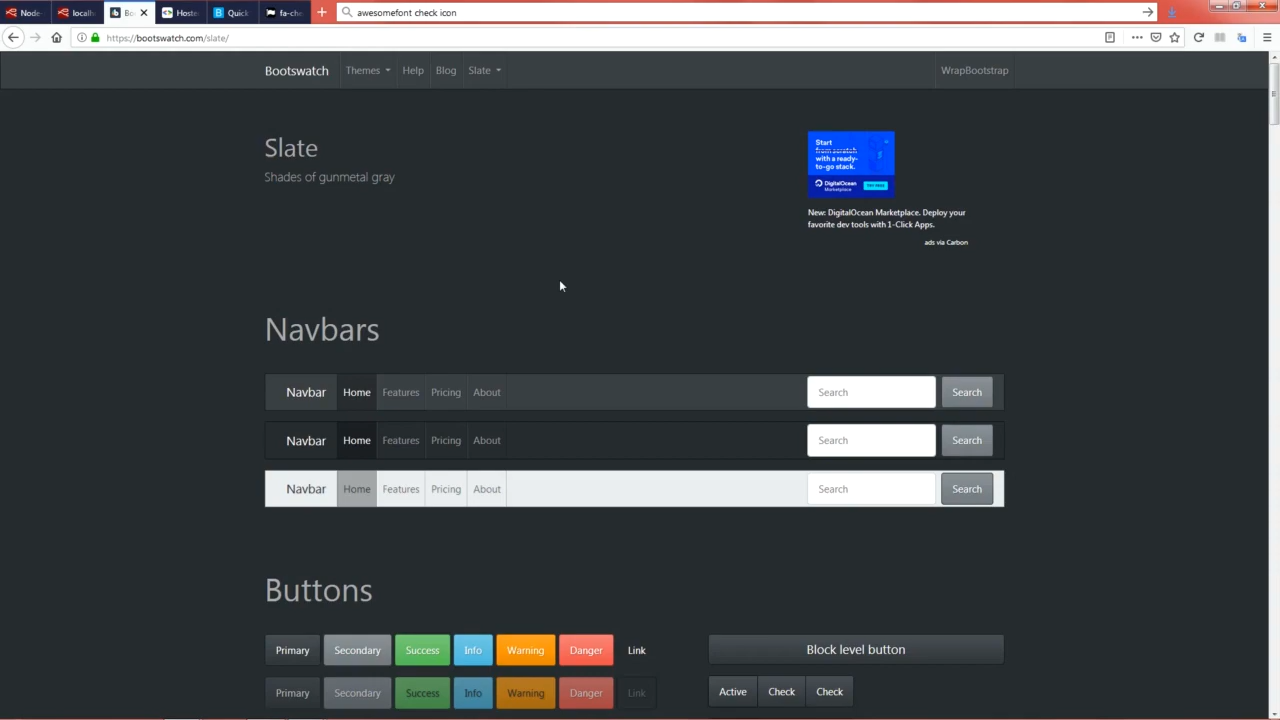 Node
localh
Bo
Hoste
Quick
fa-che
awesomefont check icon
https://bootswatch.com/slate/
Bootswatch Themes Help Blog Slate WrapBootstrap
Slate
Shades of gunmetal gray
Start
from scratch
with a ready-
to-go stack.
DigitalOcean
Marketplace
TRY FREE
New: DigitalOcean Marketplace. Deploy your
favorite dev tools with 1-Click Apps.
ads via Carbon
Navbars
Navbar Home Features Pricing About Search Search
Navbar Home Features Pricing About Search Search
Navbar Home Features Pricing About Search Search
Buttons
Primary Secondary Success Info Warning Danger Link Block level button
Primary Secondary Success Info Warning Danger Link Active Check Check